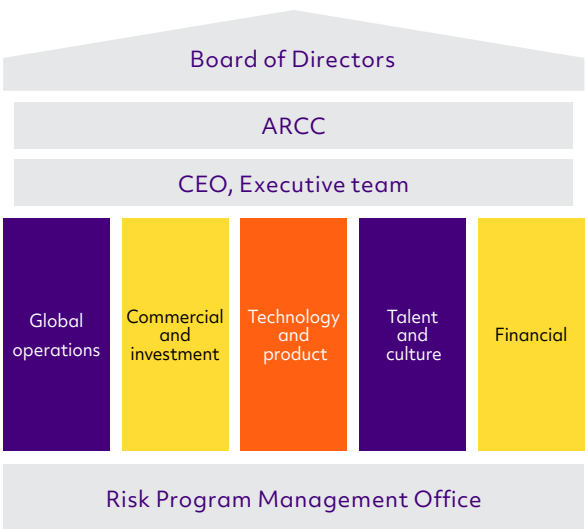 Board of Directors
ARCC
CEO, Executive team
Global
operations
Commercial
and
investment
Technology
and
product
Talent
and
culture
Financial
Risk Program Management Office